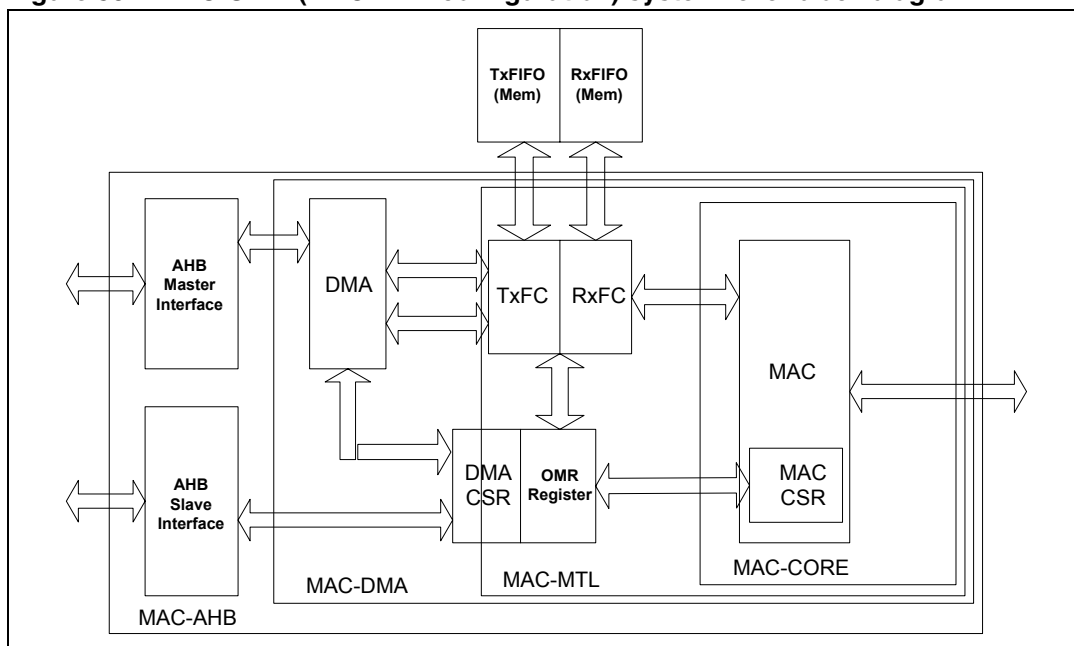 TxFIFO
(Mem)
RxFIFO
(Mem)
AHB
Master
Interface
DMA
TxFC
RxFC
MAC
AHB
Slave
Interface
DMA
CSR
OMR
Register
MAC
CSR
MAC-CORE
MAC-MTL
MAC-DMA
MAC-AHB